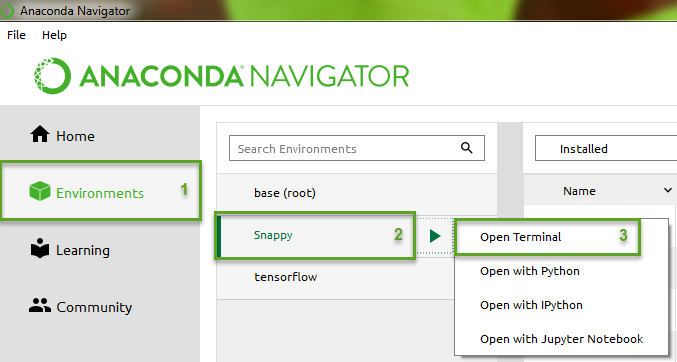 Anaconda Navigator
File Help
ANACONDA NAVIGATOR
Home
Environments 1
Learning
Community
Search Environments
base (root)
Snappy 2
tensorflow
Installed
Name
Open Terminal 3
Open with Python
Open with IPython
Open with Jupyter Notebook